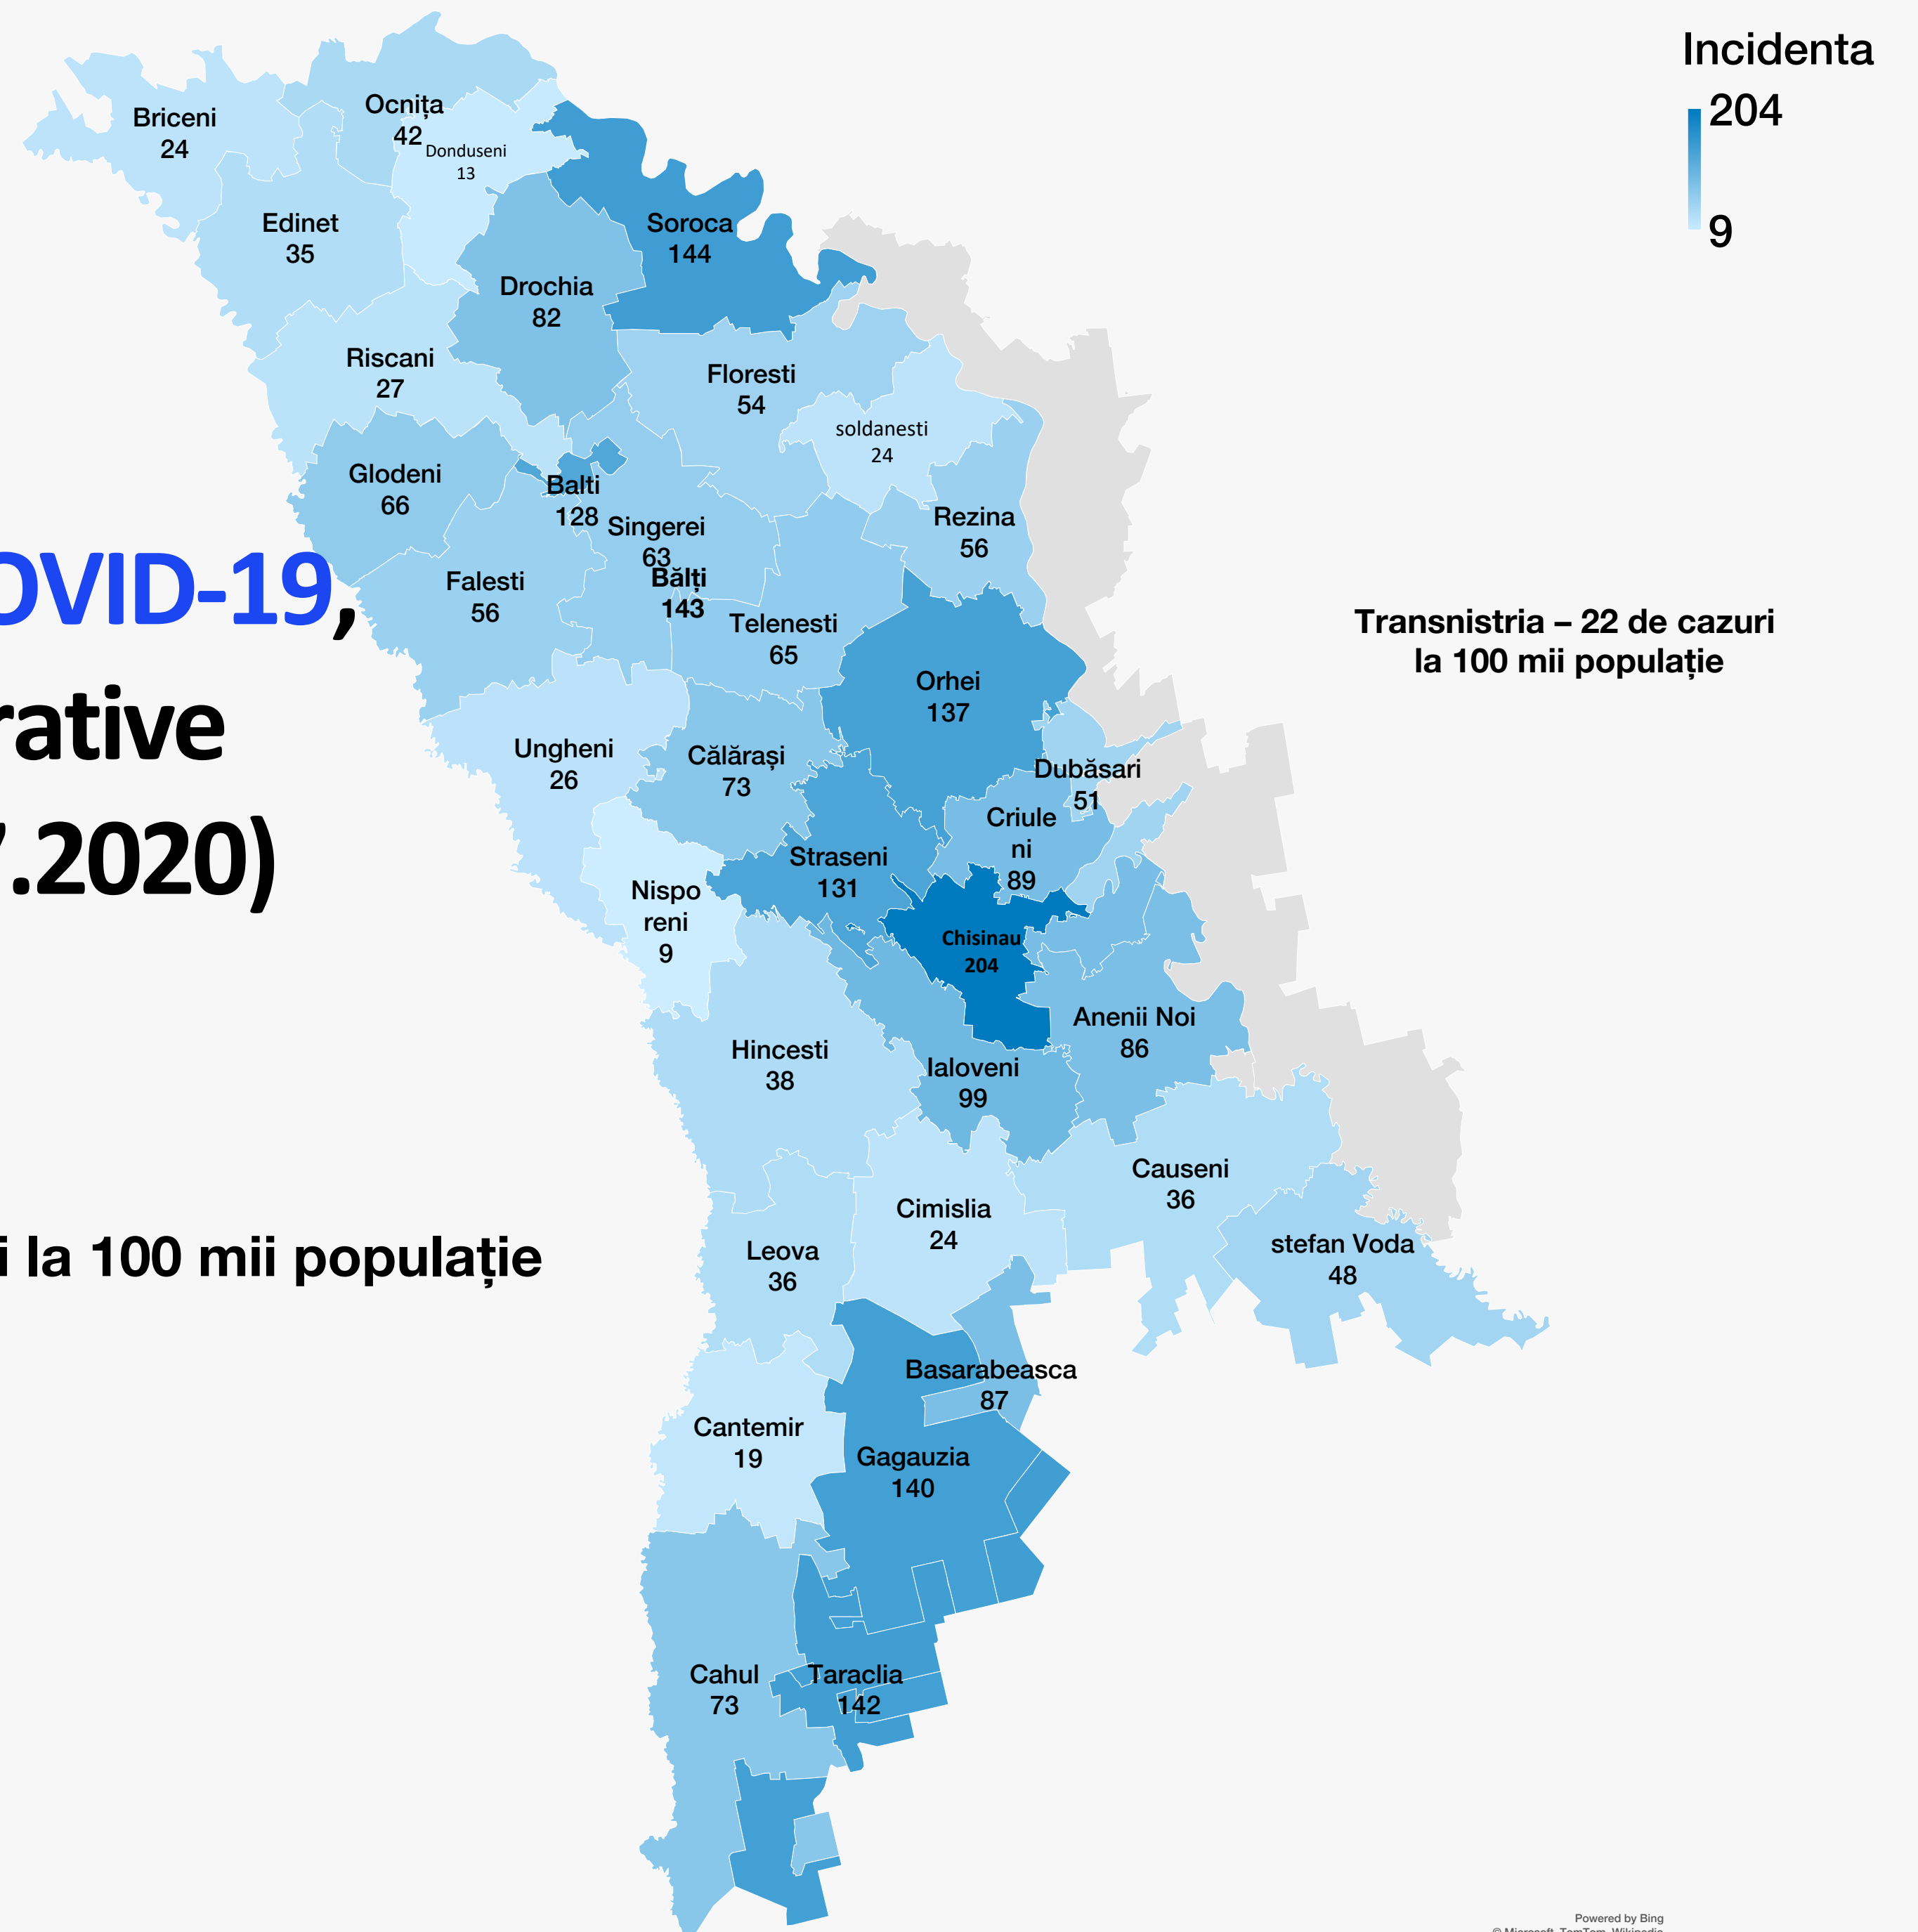 Incidenta
204
9
Briceni
24
Ocnița
42
Donduseni
13
Edinet
35
Soroca
144
Drochia
82
Riscani
27
Floresti
54
soldanesti
24
Glodeni
66
Balti
128
Singerei
63
Rezina
56
Bălți
143
Falesti
56
OVID-19,
Telenesti
65
Transnistria – 22 de cazuri
la 100 mii populație
Orhei
137
rative
Ungheni
26
Călărași
73
Dubăsari
51
Criule
ni
89
.2020)
Straseni
131
Nispo
reni
9
Chisinau
204
Anenii Noi
86
Hincesti
38
Ialoveni
99
Causeni
36
Cimislia
24
i la 100 mii populație
Leova
36
stefan Voda
48
Basarabeasca
87
Cantemir
19
Gagauzia
140
Cahul
73
Taraclia
142
Powered by Bing
© Microsoft, TomTom, Wikipedia